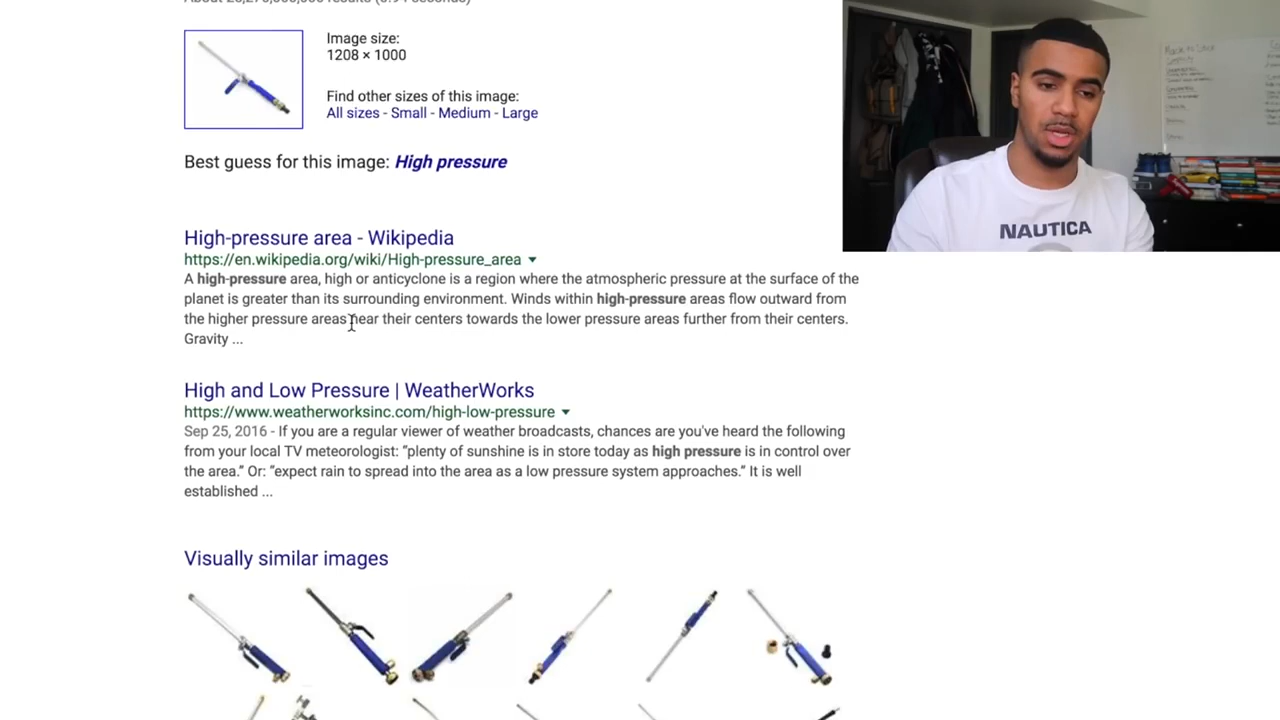 Image size:
1208 × 1000
Find other sizes of this image:
All sizes - Small - Medium - Large
Best guess for this image: High pressure
High-pressure area - Wikipedia
https://en.wikipedia.org/wiki/High-pressure_area
A high-pressure area, high or anticyclone is a region where the atmospheric pressure at the surface of the
planet is greater than its surrounding environment. Winds within high-pressure areas flow outward from
the higher pressure areas near their centers towards the lower pressure areas further from their centers.
Gravity ...
High and Low Pressure | WeatherWorks
https://www.weatherworksinc.com/high-low-pressure
Sep 25, 2016 - If you are a regular viewer of weather broadcasts, chances are you've heard the following
from your local TV meteorologist: “plenty of sunshine is in store today as high pressure is in control over
the area.” Or: “expect rain to spread into the area as a low pressure system approaches.” It is well
established ...
Visually similar images
NAUTICA